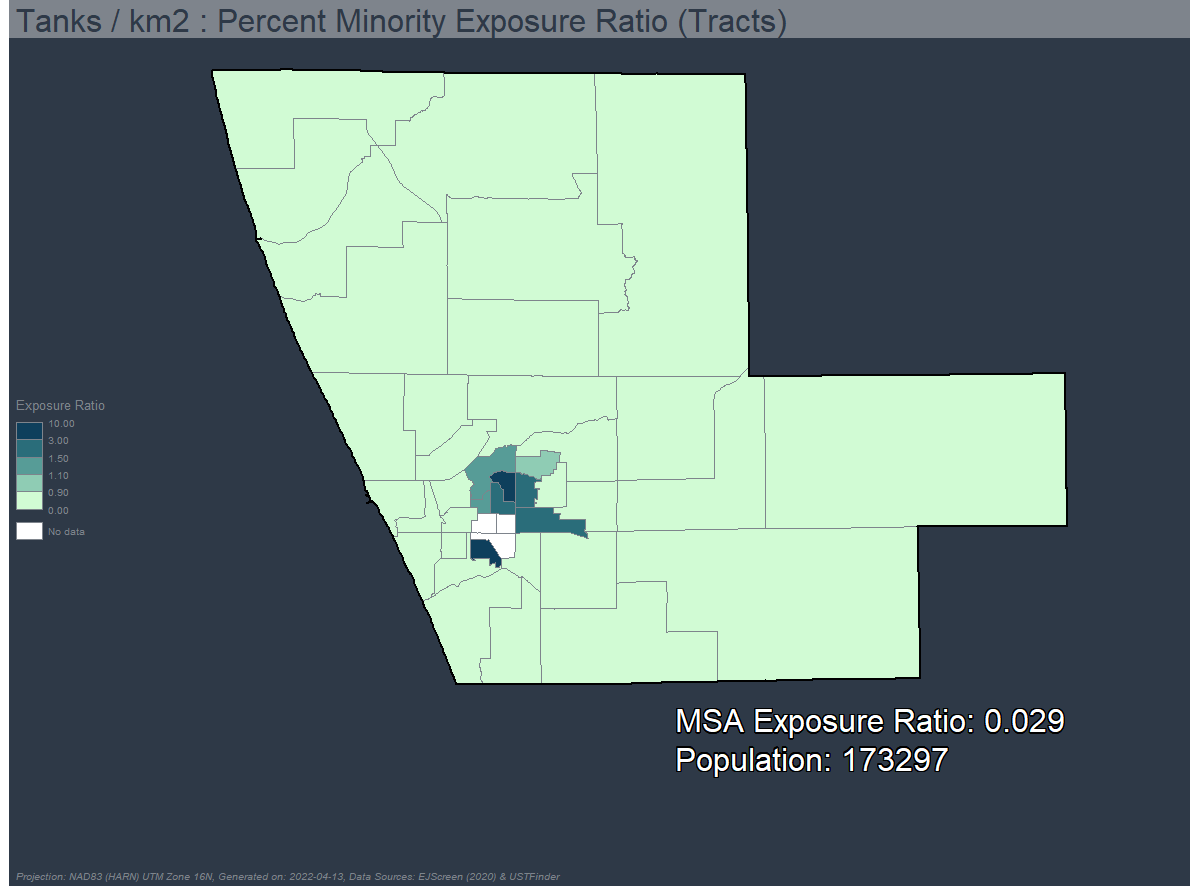 Tanks / km2 : Percent Minority Exposure Ratio (Tracts)
Exposure Ratio
10.00
3.00
1.50
1.10
0.90
0.00
No data
MSA Exposure Ratio: 0.029
Population: 173297
Projection: NAD83 (HARN) UTM Zone 16N, Generated on: 2022-04-13, Data Sources: EJScreen (2020) & USTFinder